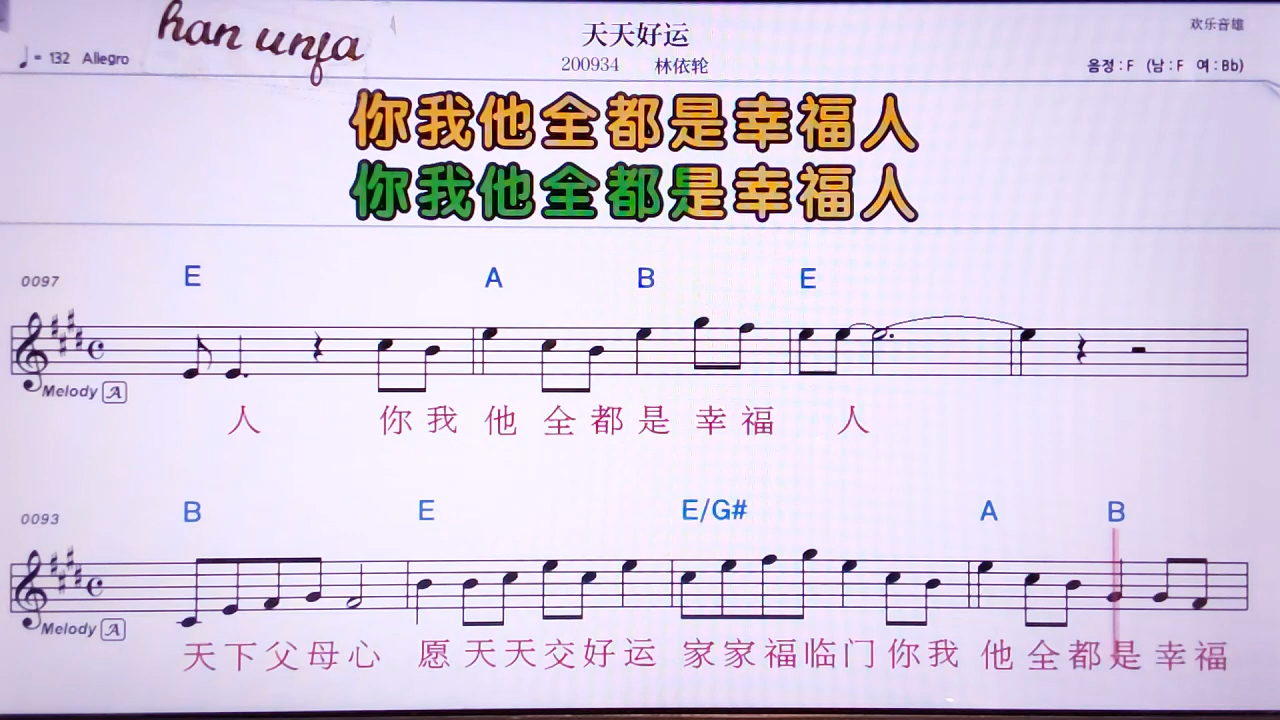 han unja
天天好运
欢乐音雄
♩= 132 Allegro
200934 林依轮
음정 : F (남 : F 여 : Bb)
你我他全都是幸福人
你我他全都是幸福人
0097
E A B E
Melody A
人 你我 他 全都是 幸福 人
0093
B E E/G# A B
Melody A
天下父母心 愿天天交好运 家家福临门你我 他全都是幸福